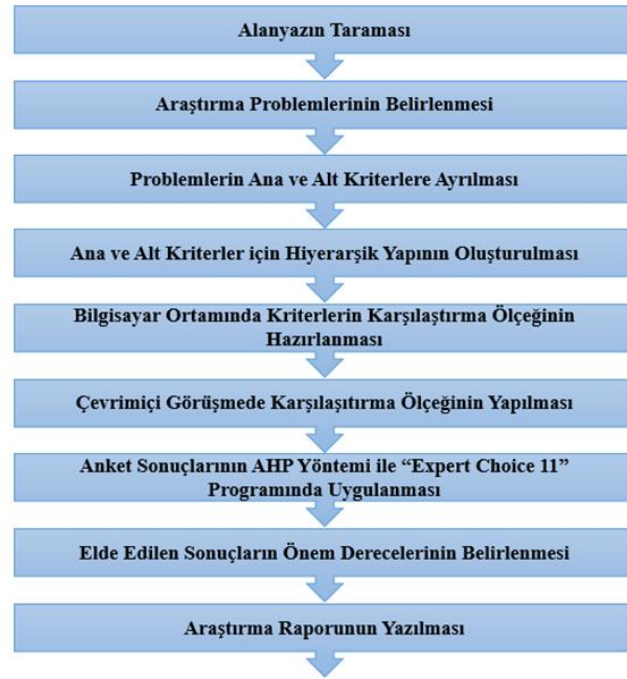 Alanyazın Taraması
Araştırma Problemlerinin Belirlenmesi
Problemlerin Ana ve Alt Kriterlere Ayrılması
Ana ve Alt Kriterler için Hiyerarşik Yapının Oluşturulması
Bilgisayar Ortamında Kriterlerin Karşılaştırma Ölçeğinin
Hazırlanması
Çevrimiçi Görüşmede Karşılaşıtırma Ölçeğinin Yapılması
Anket Sonuçlarının AHP Yöntemi ile “Expert Choice 11”
Programında Uygulanması
Elde Edilen Sonuçların Önem Derecelerinin Belirlenmesi
Araştırma Raporunun Yazılması